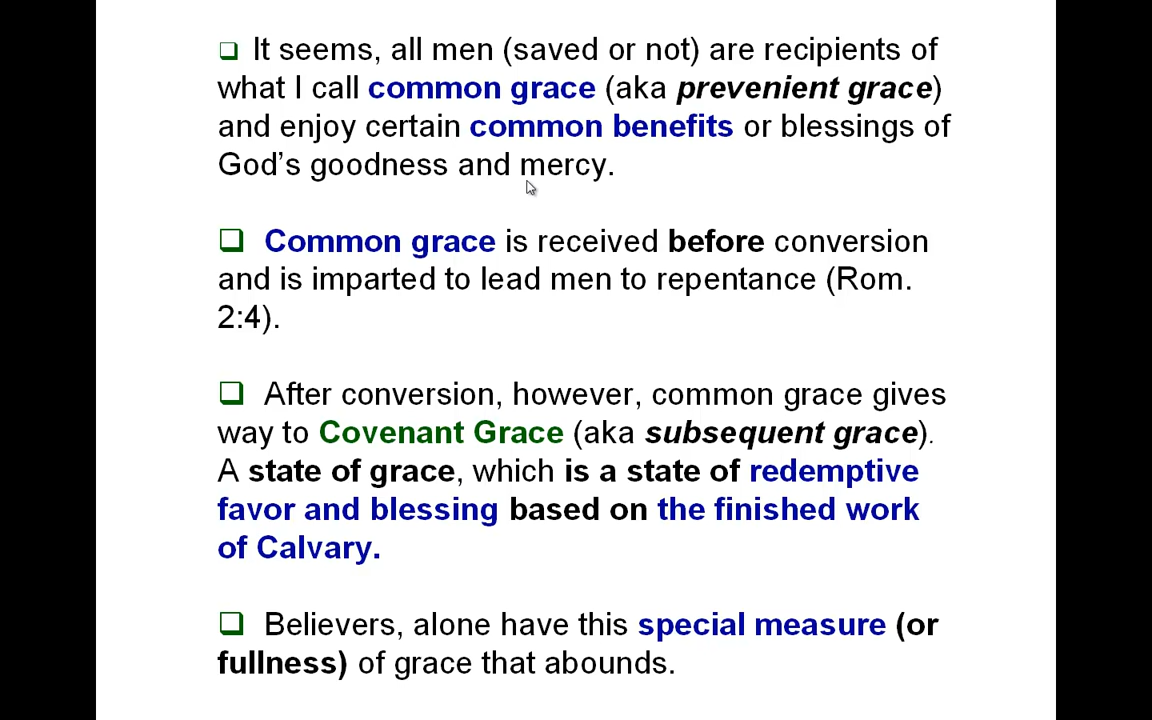 ❑ It seems, all men (saved or not) are recipients of
what I call common grace (aka prevenient grace)
and enjoy certain common benefits or blessings of
God’s goodness and mercy.
❑ Common grace is received before conversion
and is imparted to lead men to repentance (Rom.
2:4).
❑ After conversion, however, common grace gives
way to Covenant Grace (aka subsequent grace).
A state of grace, which is a state of redemptive
favor and blessing based on the finished work
of Calvary.
❑ Believers, alone have this special measure (or
fullness) of grace that abounds.